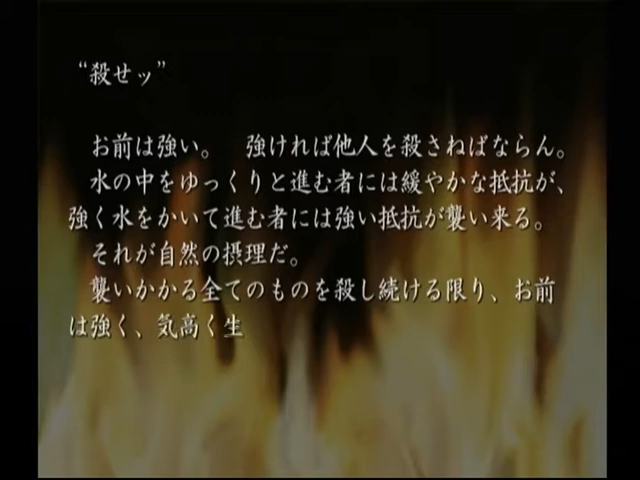 “殺せッ”
お前は強い。　強ければ他人を殺さねばならん。
水の中をゆっくりと進む者には緩やかな抵抗が、
強く水をかいて進む者には強い抵抗が襲い来る。
それが自然の摂理だ。
襲いかかる全てのものを殺し続ける限り、お前
は強く、気高く生